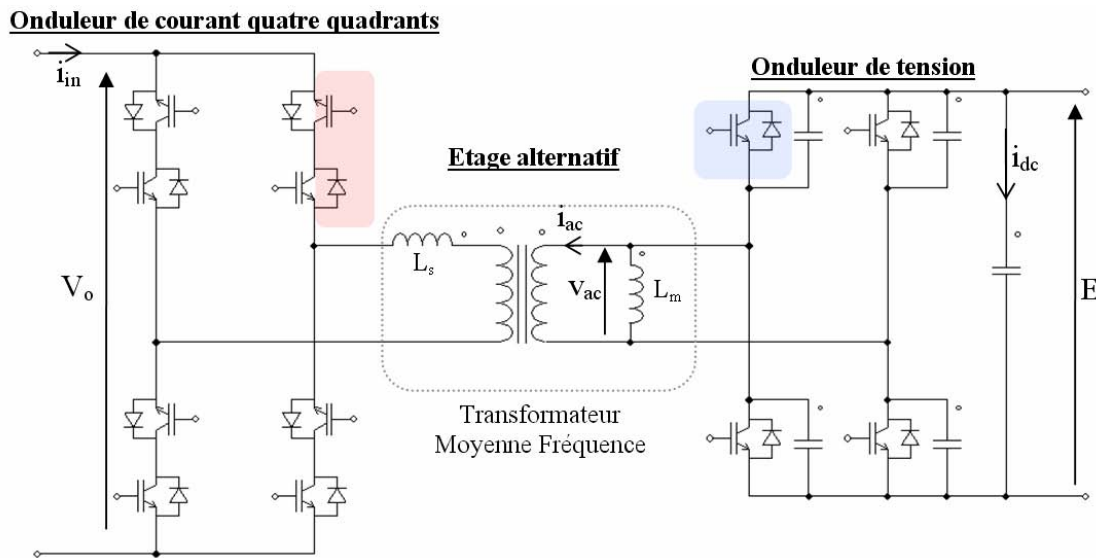 Onduleur de courant quatre quadrants
i_in
V_o
Onduleur de tension
Etage alternatif
i_ac
L_s
v_ac
L_m
i_dc
E
Transformateur
Moyenne Fréquence